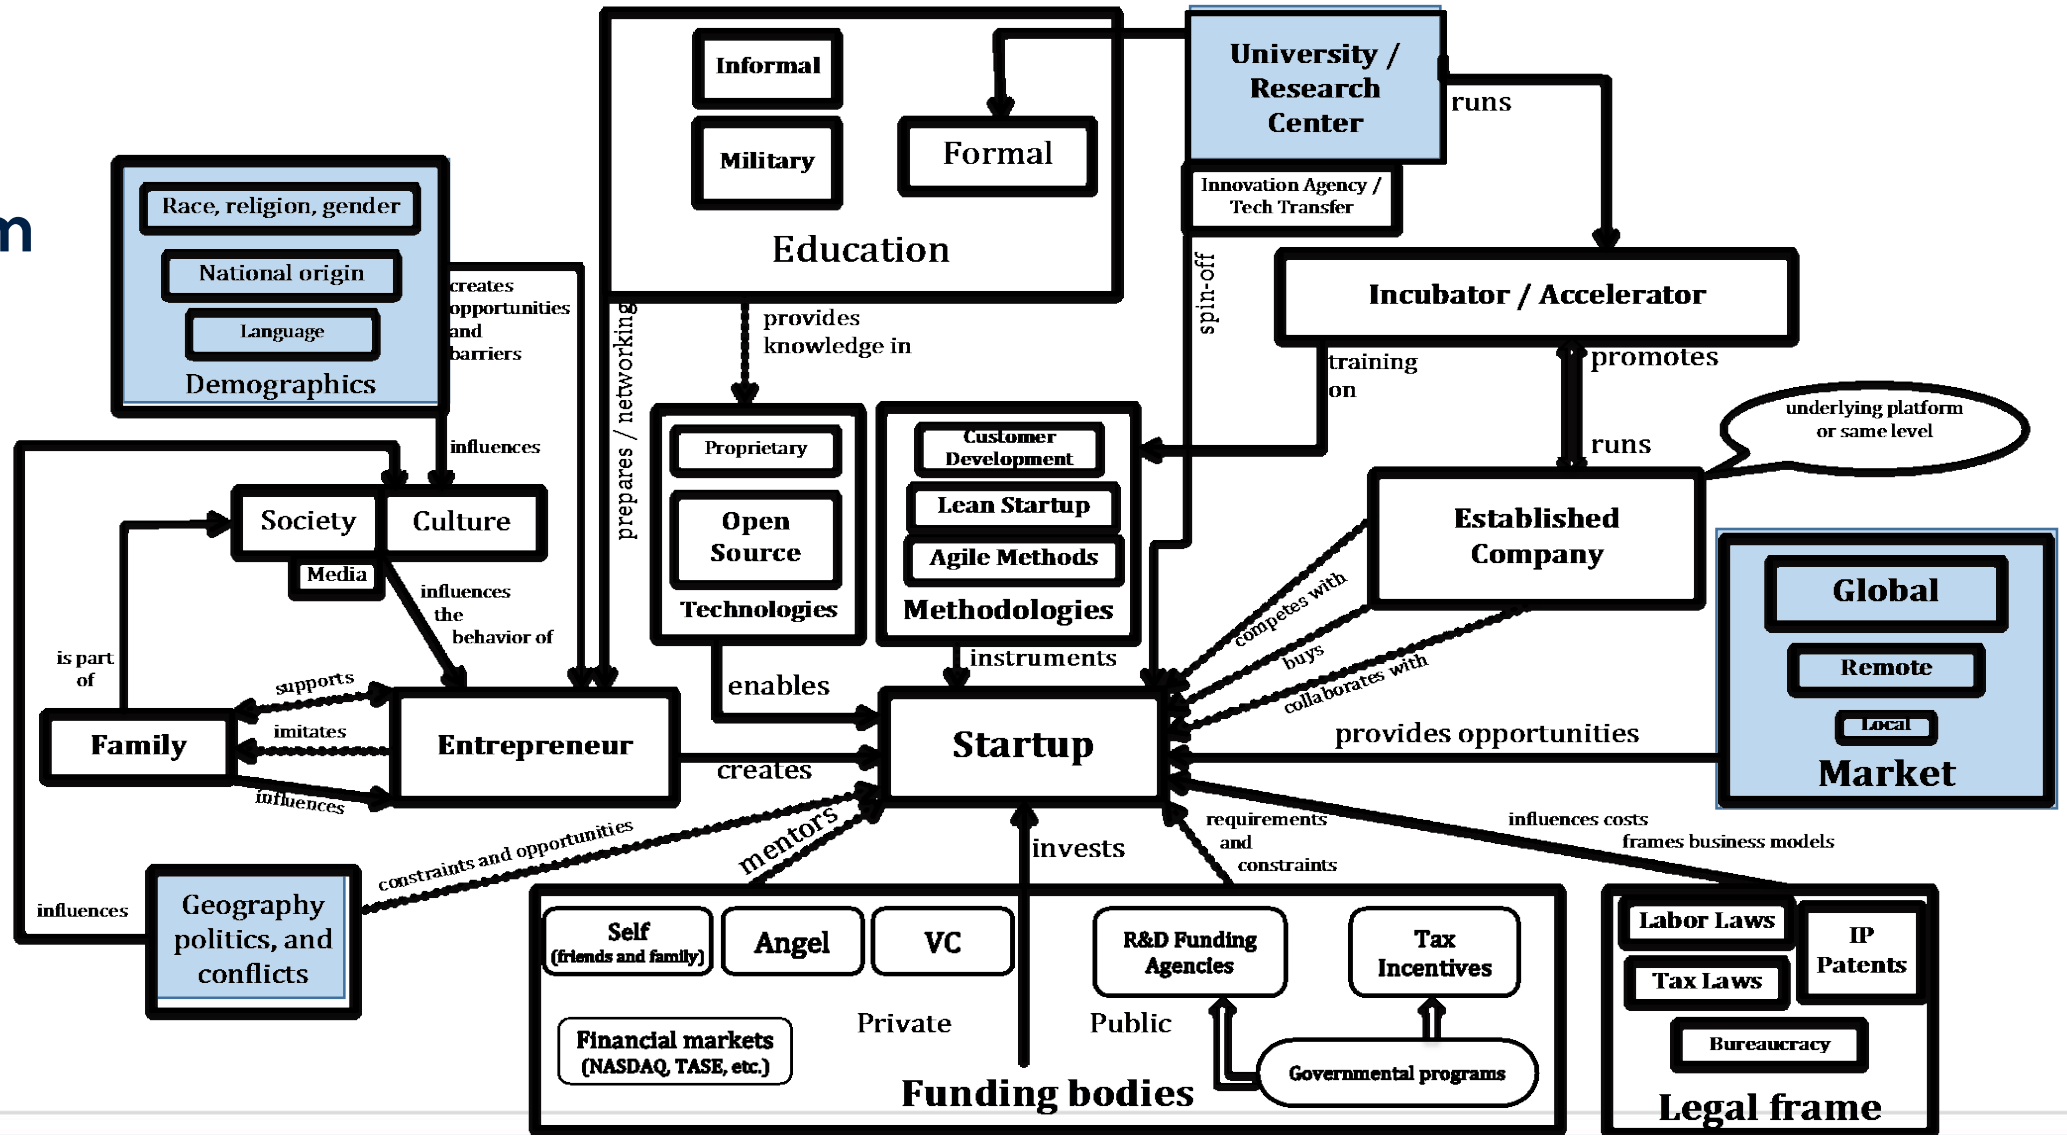 m
Informal
Military
Formal
Education
University /
Research
Center
runs
Innovation Agency /
Tech Transfer
Race, religion, gender
National origin
Language
Demographics
creates
opportunities
and
barriers
influences
prepares / networking
provides
knowledge in
spin-off
Incubator / Accelerator
training
on
promotes
runs
underlying platform
or same level
Proprietary
Open
Source
Technologies
Customer
Development
Lean Startup
Agile Methods
Methodologies
Established
Company
Society
Culture
Media
influences
the
behavior of
is part
of
supports
imitates
influences
Family
Entrepreneur
enables
instruments
creates
Startup
competes with
buys
collaborates with
provides opportunities
Global
Remote
Local
Market
constraints and opportunities
mentors
invests
requirements
and
constraints
influences costs
frames business models
influences
Geography
politics, and
conflicts
Self
(friends and family)
Angel
VC
R&D Funding
Agencies
Tax
Incentives
Private
Public
Financial markets
(NASDAQ, TASE, etc.)
Governmental programs
Funding bodies
Labor Laws
IP
Patents
Tax Laws
Bureaucracy
Legal frame